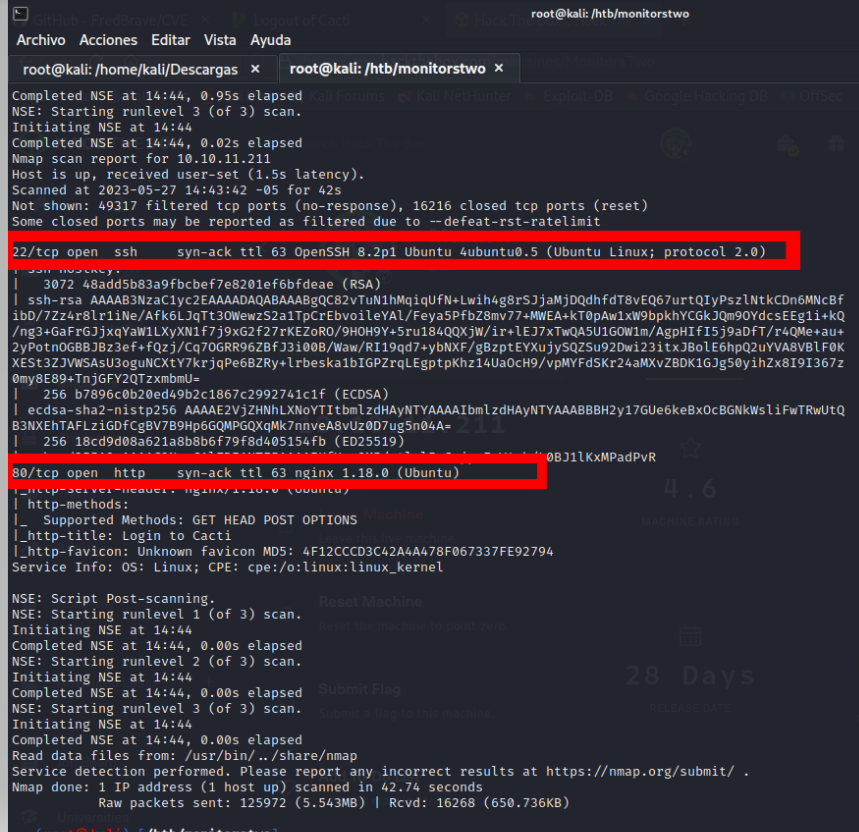 root@kali: /htb/monitorstwo
Archivo Acciones Editar Vista Ayuda
root@kali: /home/kali/Descargas × root@kali: /htb/monitorstwo ×
Completed NSE at 14:44, 0.95s elapsed
NSE: Starting runlevel 3 (of 3) scan.
Initiating NSE at 14:44
Completed NSE at 14:44, 0.02s elapsed
Nmap scan report for 10.10.11.211
Host is up, received user-set (1.5s latency).
Scanned at 2023-05-27 14:43:42 -05 for 42s
Not shown: 49317 filtered tcp ports (no-response), 16216 closed tcp ports (reset)
Some closed ports may be reported as filtered due to --defeat-rst-ratelimit
22/tcp open ssh syn-ack ttl 63 OpenSSH 8.2p1 Ubuntu 4ubuntu0.5 (Ubuntu Linux; protocol 2.0)
| ssh-hostkey:
| 3072 48add5b83a9fbcbef7e8201ef6bfdeae (RSA)
| ssh-rsa AAAAB3NzaC1yc2EAAAADAQABAAABgQC82vTuN1hMqiqUfN+Lwih4g8rSJjaMjDQdhfdT8vEQ67urtQIyPszlNtkCDn6MNcBf
ibD/7Zz4r8lr1iNe/Afk6LJqTt3OWewzS2a1TpCrEbvoileYAl/Feya5PfbZ8mv77+MWEA+kT0pAw1xW9bpkhYCGkJQm9OYdcsEEg1i+kQ
/ng3+GaFrGJjxqYaW1LXyXN1f7j9xG2f27rKEZoRO/9HOH9Y+5ru184QQXjW/ir+lEJ7xTwQA5U1GOW1m/AgpHIfI5j9aDfT/r4QMe+au+
2yPotnOGBBJBz3ef+fQzj/Cq7OGRR96ZBfJ3i00B/Waw/RI19qd7+ybNXF/gBzptEYXujySQZSu92Dwi23itxJBolE6hpQ2uYVA8VBlF0K
XESt3ZJVWSAsU3oguNCXtY7krjqPe6BZRy+lrbeska1bIGPZrqLEgptpKhz14UaOcH9/vpMYFdSKr24aMXvZBDK1GJg50yihZx8I9I367z
0my8E89+TnjGFY2QTzxmbmU=
| 256 b7896c0b20ed49b2c1867c2992741c1f (ECDSA)
| ecdsa-sha2-nistp256 AAAAE2VjZHNhLXNoYTItbmlzdHAyNTYAAAAIbmlzdHAyNTYAAABBBH2y17GUe6keBxOcBGNkWsliFwTRwUtQ
B3NXEhTAFLziGDfCgBV7B9Hp6GQMPGQXqMk7nnveA8vUz0D7ug5n04A=
| 256 18cd9d08a621a8b8b6f79f8d405154fb (ED25519)
80/tcp open http syn-ack ttl 63 nginx 1.18.0 (Ubuntu)
|_http-server-header: nginx/1.18.0 (Ubuntu)
| http-methods:
|_ Supported Methods: GET HEAD POST OPTIONS
|_http-title: Login to Cacti
|_http-favicon: Unknown favicon MD5: 4F12CCCD3C42A4A478F067337FE92794
Service Info: OS: Linux; CPE: cpe:/o:linux:linux_kernel
NSE: Script Post-scanning.
NSE: Starting runlevel 1 (of 3) scan.
Initiating NSE at 14:44
Completed NSE at 14:44, 0.00s elapsed
NSE: Starting runlevel 2 (of 3) scan.
Initiating NSE at 14:44
Completed NSE at 14:44, 0.00s elapsed
NSE: Starting runlevel 3 (of 3) scan.
Initiating NSE at 14:44
Completed NSE at 14:44, 0.00s elapsed
Read data files from: /usr/bin/../share/nmap
Service detection performed. Please report any incorrect results at https://nmap.org/submit/ .
Nmap done: 1 IP address (1 host up) scanned in 42.74 seconds
Raw packets sent: 125972 (5.543MB) | Rcvd: 16268 (650.736KB)